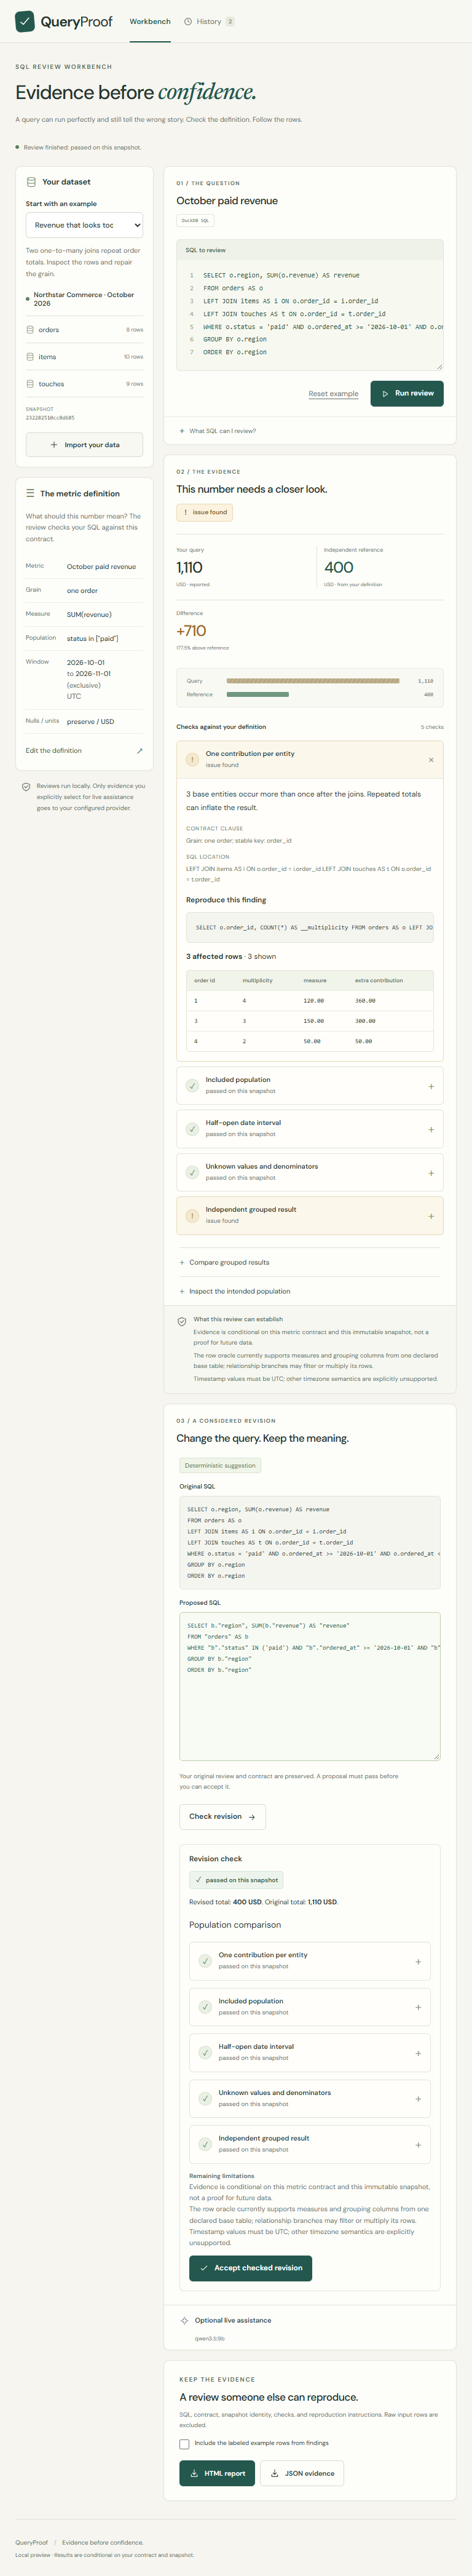 QueryProof Workbench History 2
SQL REVIEW WORKBENCH
Evidence before confidence.
A query can run perfectly and still tell the wrong story. Check the definition. Follow the rows.
Review finished: passed on this snapshot.
Your dataset
Start with an example
Revenue that looks toc
Two one-to-many joins repeat order
totals. Inspect the rows and repair
the grain.
Northstar Commerce · October
2026
orders 8 rows
items 10 rows
touches 9 rows
SNAPSHOT
Import your data
The metric definition
What should this number mean? The
review checks your SQL against this
contract.
Metric October paid revenue
Grain one order
Measure SUM(revenue)
Population status in ["paid"]
Window 2026-10-01
to 2026-11-01
(exclusive)
UTC
Nulls / units preserve / USD
Edit the definition
Reviews run locally. Only evidence you
explicitly select for live assistance
goes to your configured provider.
01 / THE QUESTION
October paid revenue
DuckDB SQL
SQL to review
1 SELECT o.region, SUM(o.revenue) AS revenue
2 FROM orders AS o
3 LEFT JOIN items AS i ON o.order_id = i.order_id
4 LEFT JOIN touches AS t ON o.order_id = t.order_id
5 WHERE o.status = 'paid' AND o.ordered_at >= '2026-10-01' AND o.or
6 GROUP BY o.region
7 ORDER BY o.region
Reset example Run review
+ What SQL can I review?
02 / THE EVIDENCE
This number needs a closer look.
! issue found
Your query Independent reference
1,110 400
USD · reported USD · from your definition
Difference
+710
177.5% above reference
Query 1,110
Reference 400
Checks against your definition 5 checks
! One contribution per entity ×
issue found
3 base entities occur more than once after the joins. Repeated totals
can inflate the result.
CONTRACT CLAUSE
Grain: one order; stable key: order_id
SQL LOCATION
LEFT JOIN items AS i ON o.order_id = i.order_id LEFT JOIN touches AS t ON o.order_id
= t.order_id
Reproduce this finding
SELECT o.order_id, COUNT(*) AS __multiplicity FROM orders AS o LEFT JO
3 affected rows · 3 shown
order id multiplicity measure extra contribution
1 4 120.00 360.00
3 3 150.00 300.00
4 2 50.00 50.00
Included population +
passed on this snapshot
Half-open date interval +
passed on this snapshot
Unknown values and denominators +
passed on this snapshot
! Independent grouped result +
issue found
+ Compare grouped results
+ Inspect the intended population
What this review can establish
Evidence is conditional on this metric contract and this immutable snapshot, not a
proof for future data.
The row oracle currently supports measures and grouping columns from one declared
base table; relationship branches may filter or multiply its rows.
Timestamp values must be UTC; other timezone semantics are explicitly unsupported.
03 / A CONSIDERED REVISION
Change the query. Keep the meaning.
Deterministic suggestion
Original SQL
SELECT o.region, SUM(o.revenue) AS revenue
FROM orders AS o
LEFT JOIN items AS i ON o.order_id = i.order_id
LEFT JOIN touches AS t ON o.order_id = t.order_id
WHERE o.status = 'paid' AND o.ordered_at >= '2026-10-01' AND o.ordered_at <
GROUP BY o.region
ORDER BY o.region
Proposed SQL
SELECT b."region", SUM(b."revenue") AS "revenue"
FROM "orders" AS b
WHERE "b"."status" IN ('paid') AND "b"."ordered_at" >= '2026-10-01' AND "b"
GROUP BY b."region"
ORDER BY b."region"
Your original review and contract are preserved. A proposal must pass before
you can accept it.
Check revision →
Revision check
passed on this snapshot
Revised total: 400 USD. Original total: 1,110 USD.
Population comparison
One contribution per entity +
passed on this snapshot
Included population +
passed on this snapshot
Half-open date interval +
passed on this snapshot
Unknown values and denominators +
passed on this snapshot
Independent grouped result +
passed on this snapshot
Remaining limitations
Evidence is conditional on this metric contract and this immutable snapshot,
not a proof for future data.
The row oracle currently supports measures and grouping columns from one
declared base table; relationship branches may filter or multiply its rows.
Timestamp values must be UTC; other timezone semantics are explicitly
unsupported.
Accept checked revision
Optional live assistance
qwen3.5:9b
KEEP THE EVIDENCE
A review someone else can reproduce.
SQL, contract, snapshot identity, checks, and reproduction instructions. Raw input rows are
excluded.
Include the labeled example rows from findings
HTML report JSON evidence
QueryProof / Evidence before confidence.
Local preview · Results are conditional on your contract and snapshot.